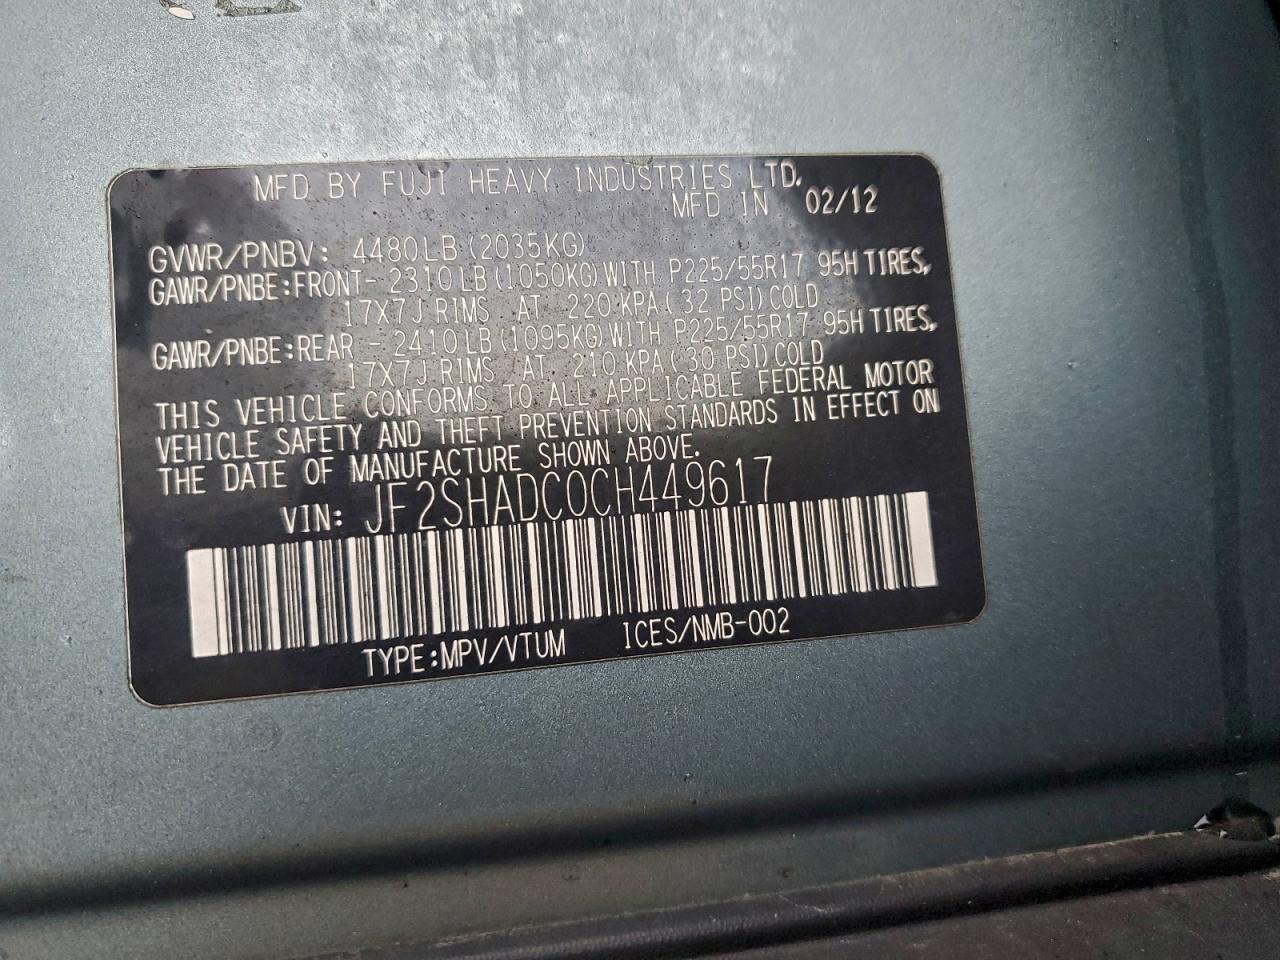 MFD BY FUJI HEAVY INDUSTRIES LTD.
MFD IN 02/12
GVWR/PNBV: 4480LB (2035KG)
GAWR/PNBE:FRONT- 2310LB (1050KG) WITH P225/55R17 95H TIRES,
17X7J RIMS AT 220 KPA (32 PSI) COLD
GAWR/PNBE:REAR - 2410LB (1095KG) WITH P225/55R17 95H TIRES,
17X7J RIMS AT 210 KPA (30 PSI) COLD
THIS VEHICLE CONFORMS TO ALL APPLICABLE FEDERAL MOTOR
VEHICLE SAFETY AND THEFT PREVENTION STANDARDS IN EFFECT ON
THE DATE OF MANUFACTURE SHOWN ABOVE.
VIN: JF2SHADC0CH449617
TYPE:MPV/VTUM ICES/NMB-002